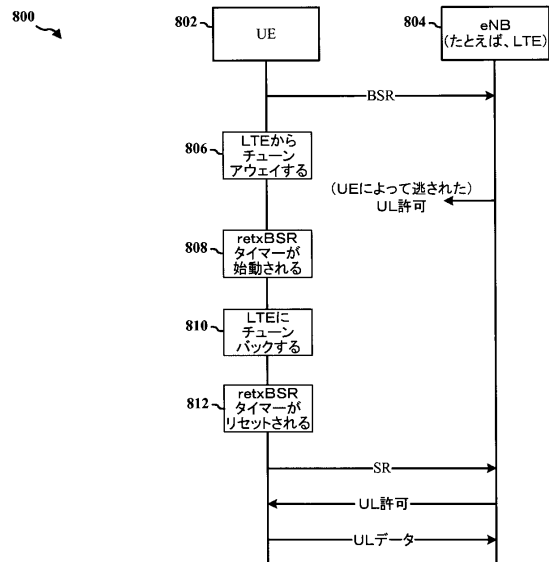 800
802
UE
804
eNB
(たとえば、LTE)
BSR
806
LTEから
チューン
アウェイする
(UEによって逃された)
UL許可
808
retxBSR
タイマーが
始動される
810
LTEに
チューン
バックする
812
retxBSR
タイマーが
リセットされる
SR
UL許可
ULデータ